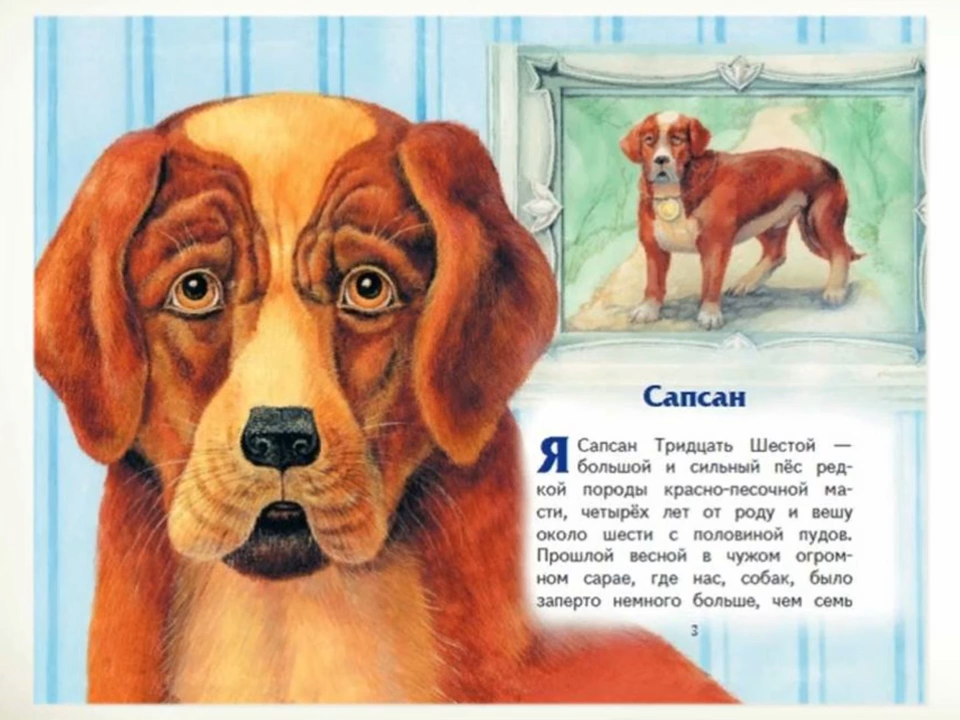 Сапсан
Я Сапсан Тридцать Шестой —
большой и сильный пёс ред-
кой породы красно-песочной ма-
сти, четырёх лет от роду и вешу
около шести с половиной пудов.
Прошлой весной в чужом огром-
ном сарае, где нас, собак, было
заперто немного больше, чем семь
3